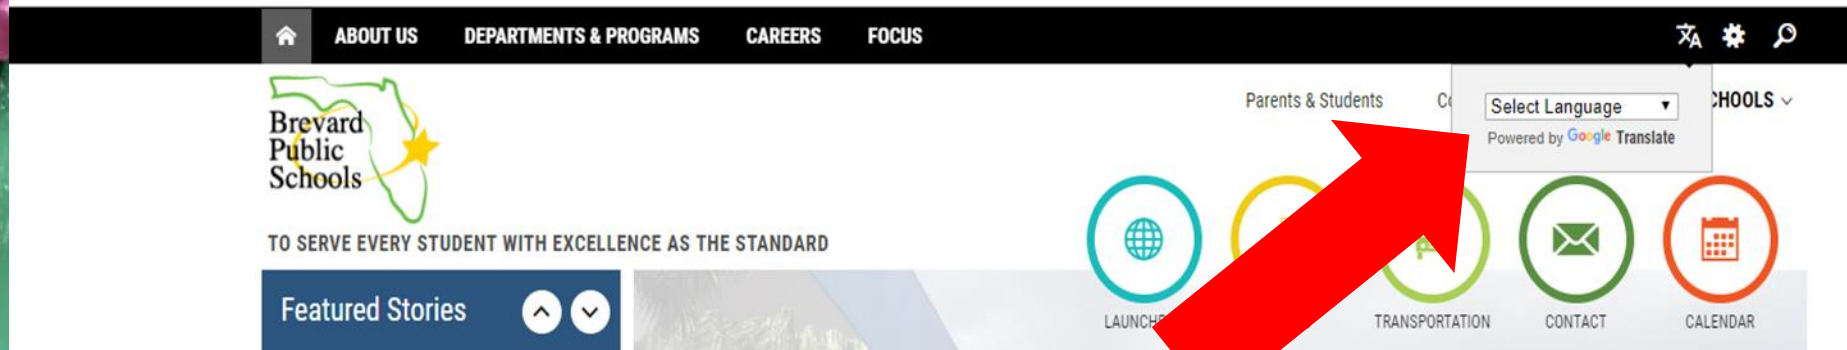 ABOUT US DEPARTMENTS & PROGRAMS CAREERS FOCUS
Parents & Students
Select Language
CHOOLS
Powered by Google Translate
Brevard
Public
Schools
TO SERVE EVERY STUDENT WITH EXCELLENCE AS THE STANDARD
Featured Stories
TRANSPORTATION CONTACT CALENDAR